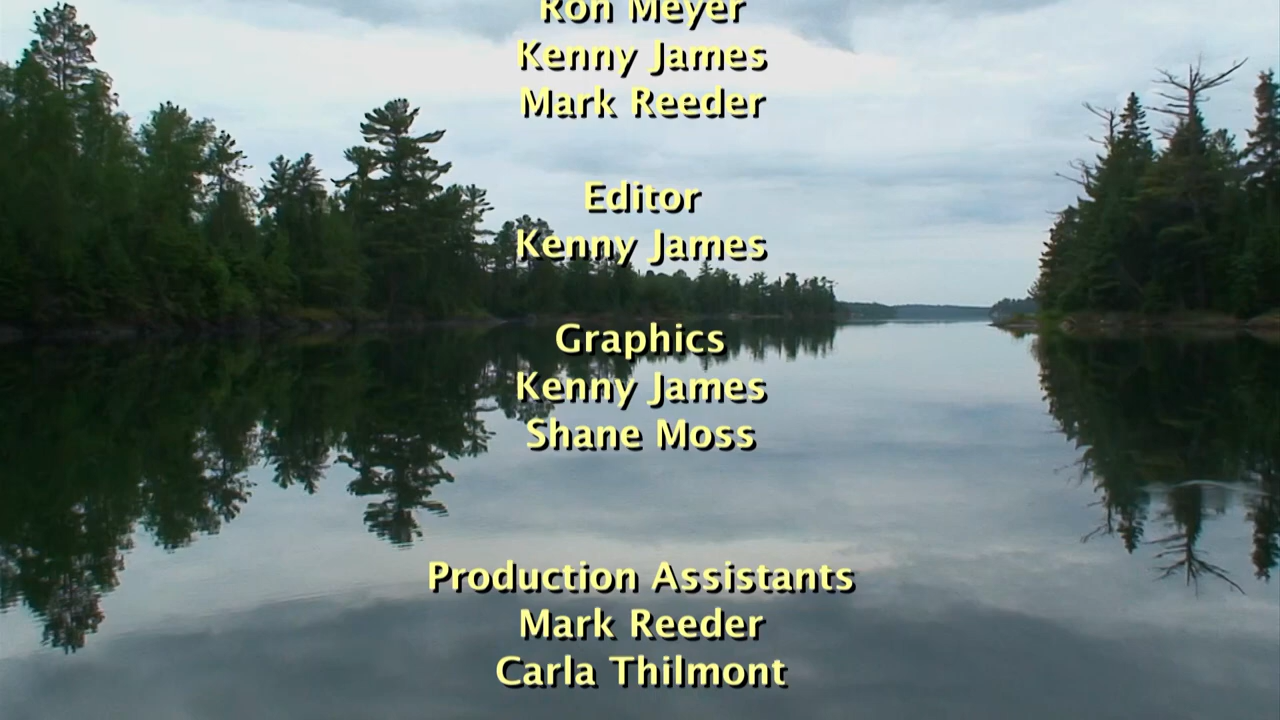 Ron Meyer
Kenny James
Mark Reeder
Editor
Kenny James
Graphics
Kenny James
Shane Moss
Production Assistants
Mark Reeder
Carla Thilmont